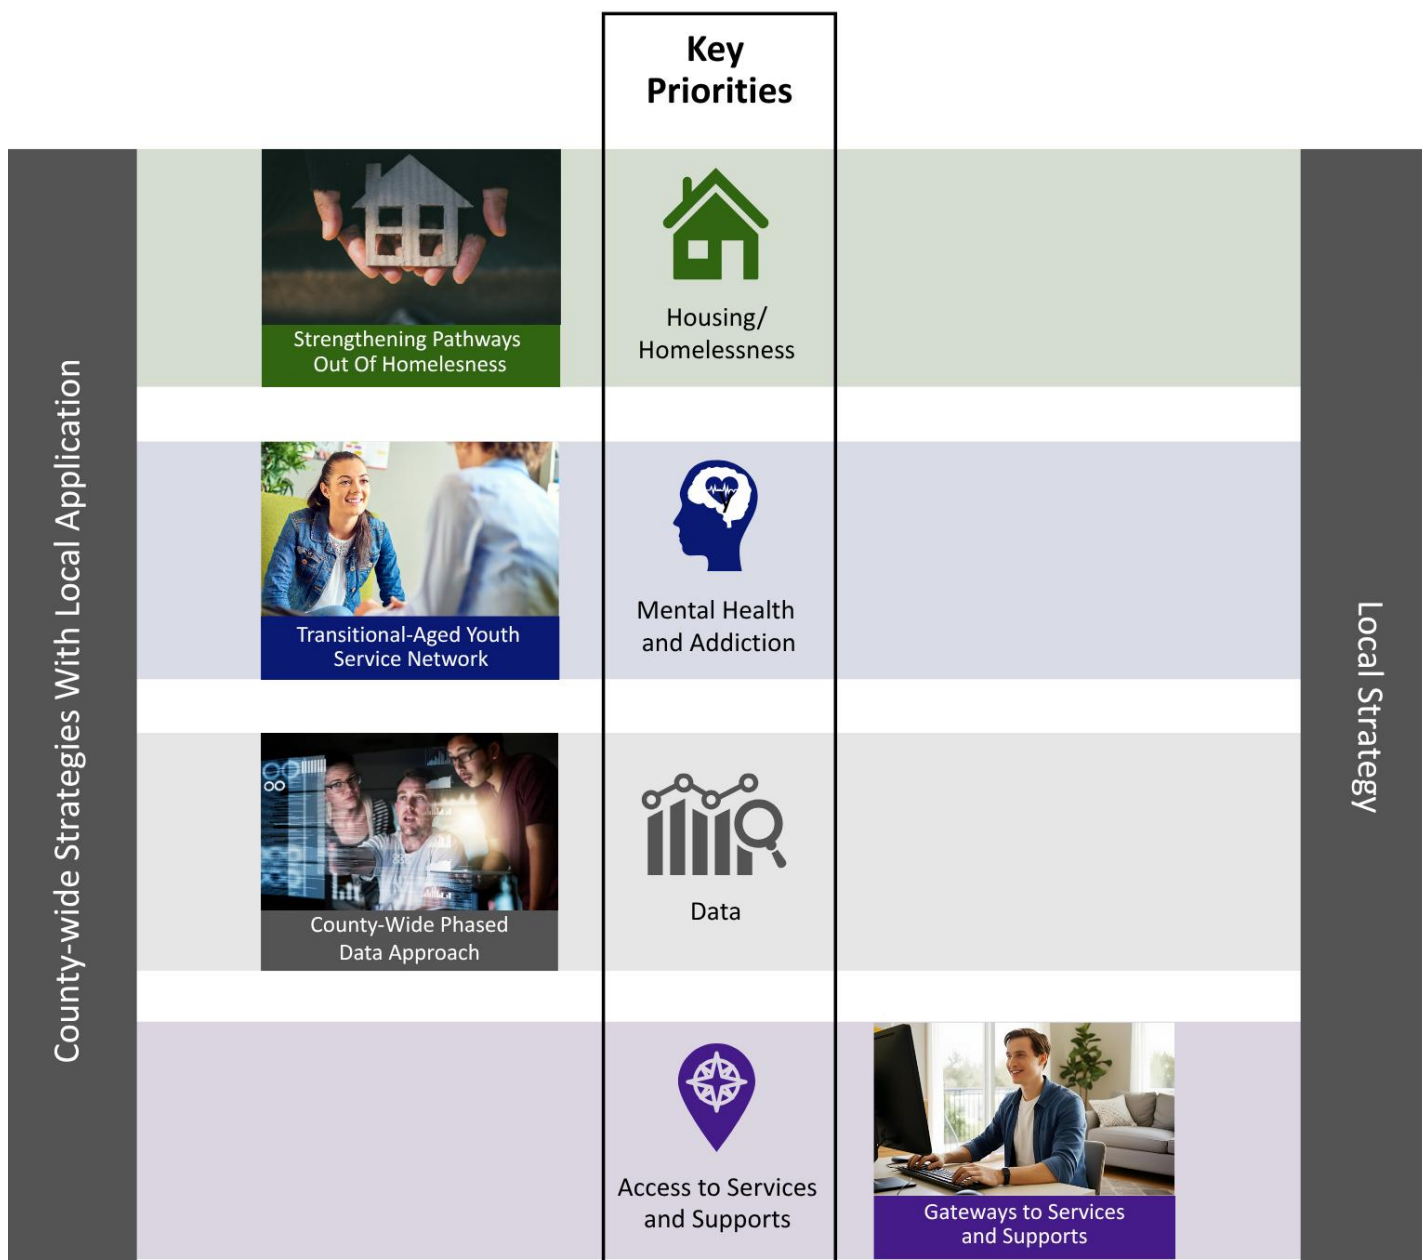 Key
Priorities
County-wide Strategies With Local Application
Strengthening Pathways
Out Of Homelesness
Housing/
Homelessness
Transitional-Aged Youth
Service Network
Mental Health
and Addiction
County-Wide Phased
Data Approach
Data
Access to Services
and Supports
Gateways to Services
and Supports
Local Strategy